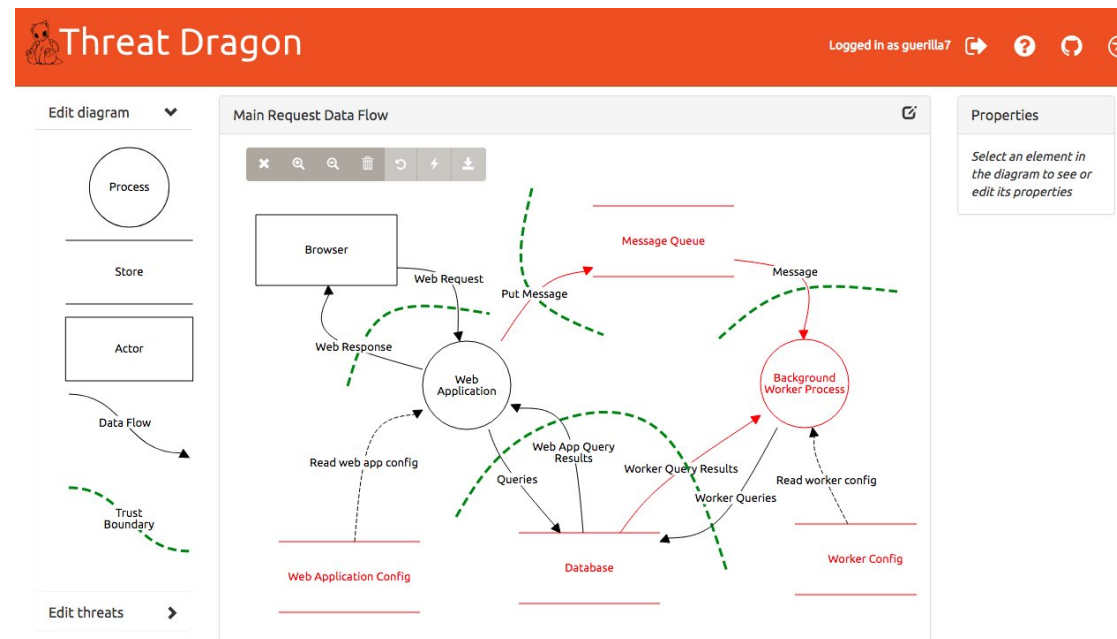 Threat Dragon
Logged in as guerilla7
Edit diagram
Main Request Data Flow
Properties
Process
Store
Actor
Data Flow
Trust
Boundary
Edit threats
Select an element in
the diagram to see or
edit its properties
Browser
Web Request
Message Queue
Message
Put Message
Web Response
Web
Application
Background
Worker Process
Read web app config
Web App Query
Results
Queries
Worker Query Results
Worker Queries
Read worker config
Web Application Config
Database
Worker Config